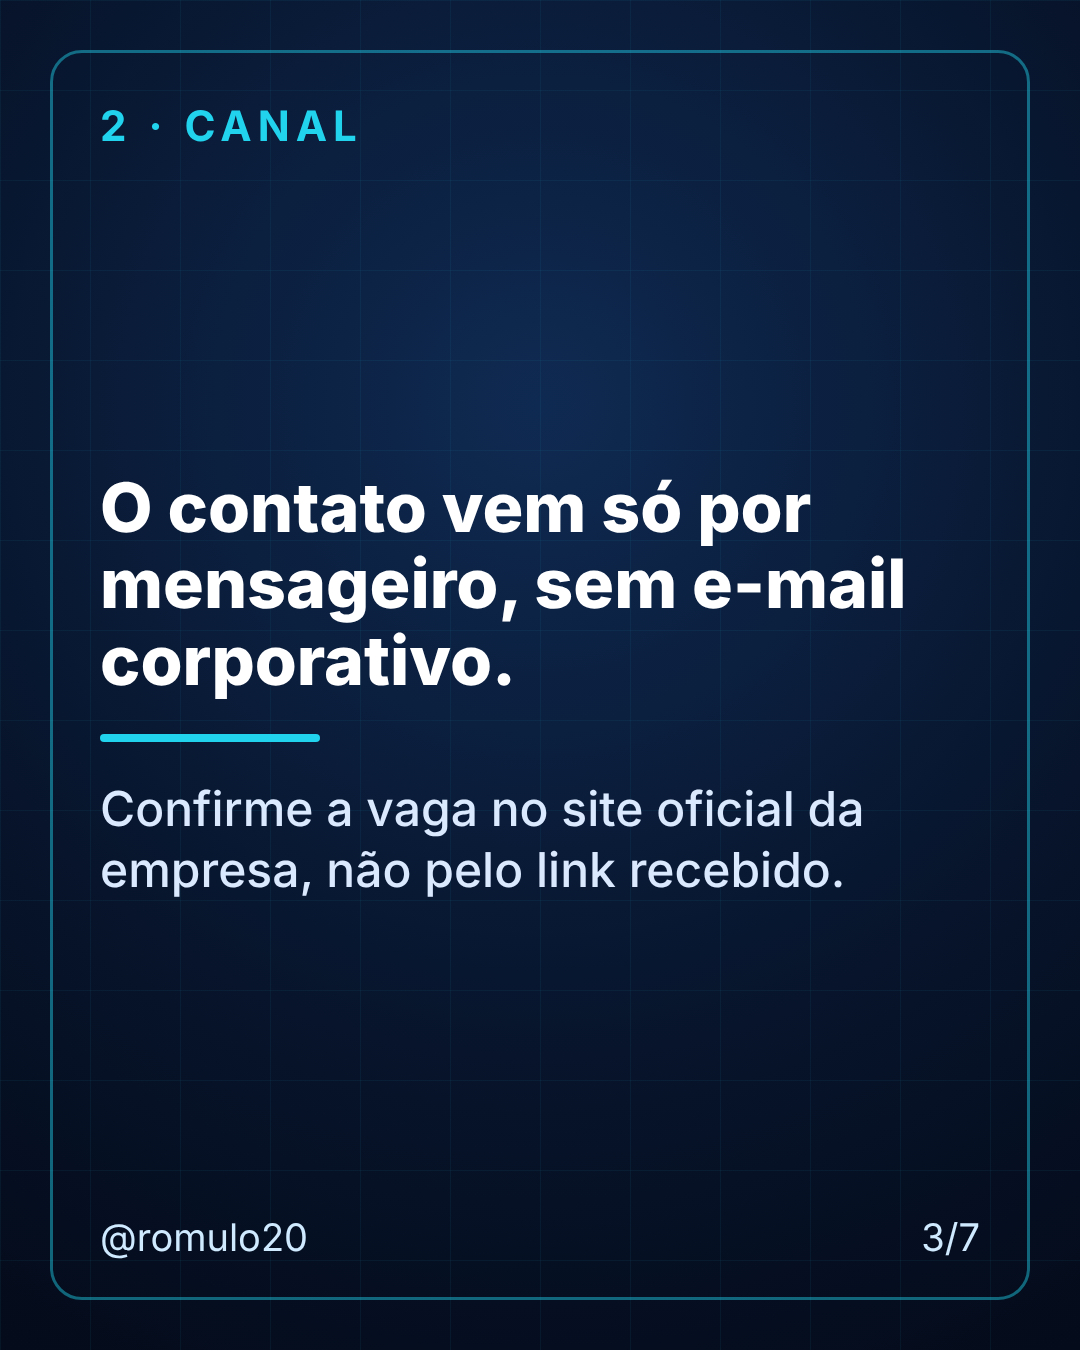 2 · CANAL
O contato vem só por
mensageiro, sem e-mail
corporativo.
Confirme a vaga no site oficial da
empresa, não pelo link recebido.
@romulo20
3/7